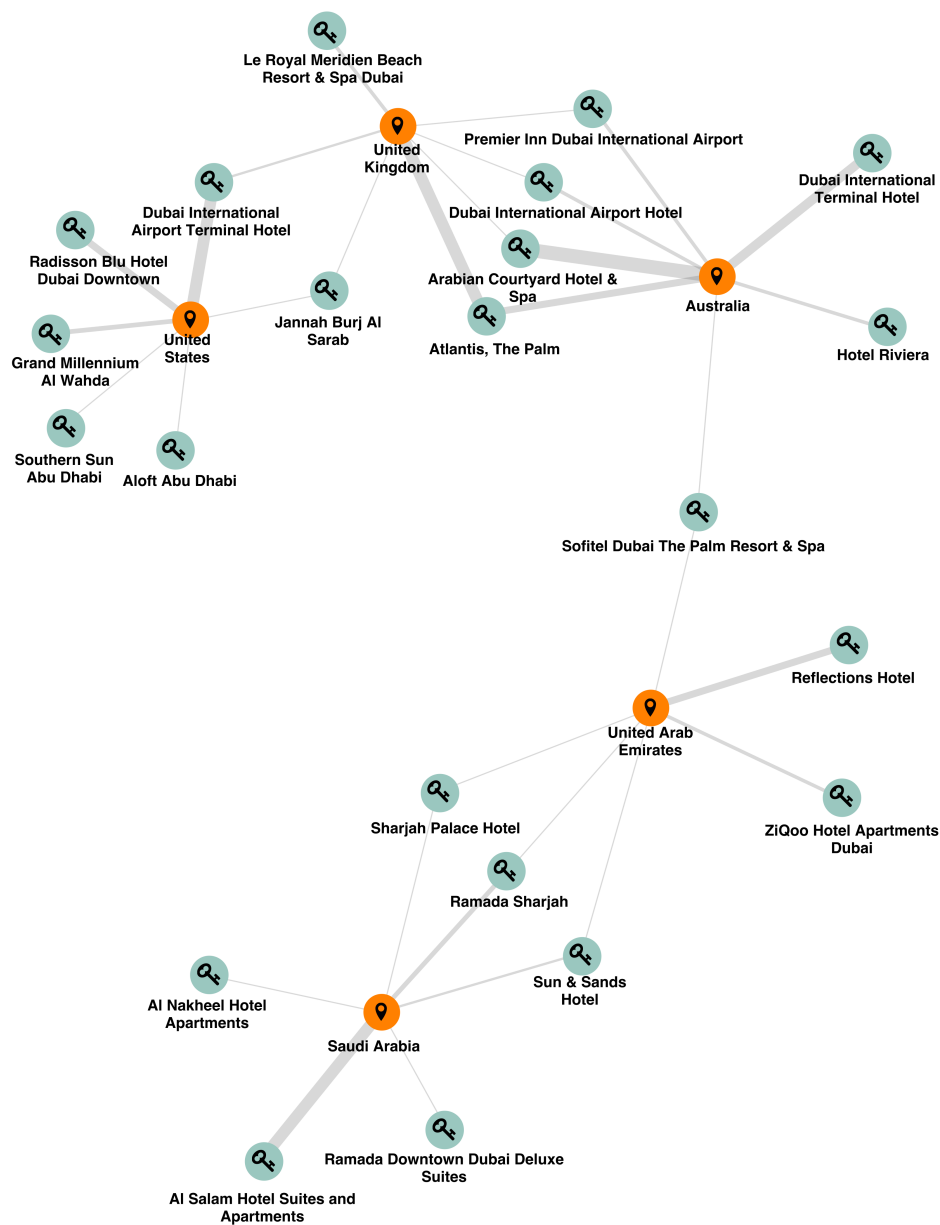 Le Royal Meridien Beach
Resort & Spa Dubai
Premier Inn Dubai International Airport
United
Kingdom
Dubai International
Terminal Hotel
Dubai International
Airport Terminal Hotel
Dubai International Airport Hotel
Radisson Blu Hotel
Dubai Downtown
Arabian Courtyard Hotel &
Spa
Australia
Jannah Burj Al
Sarab
United
States
Atlantis, The Palm
Hotel Riviera
Grand Millennium
Al Wahda
Southern Sun
Abu Dhabi
Aloft Abu Dhabi
Sofitel Dubai The Palm Resort & Spa
Reflections Hotel
United Arab
Emirates
Sharjah Palace Hotel
ZiQoo Hotel Apartments
Dubai
Ramada Sharjah
Sun & Sands
Hotel
Al Nakheel Hotel
Apartments
Saudi Arabia
Ramada Downtown Dubai Deluxe
Suites
Al Salam Hotel Suites and
Apartments